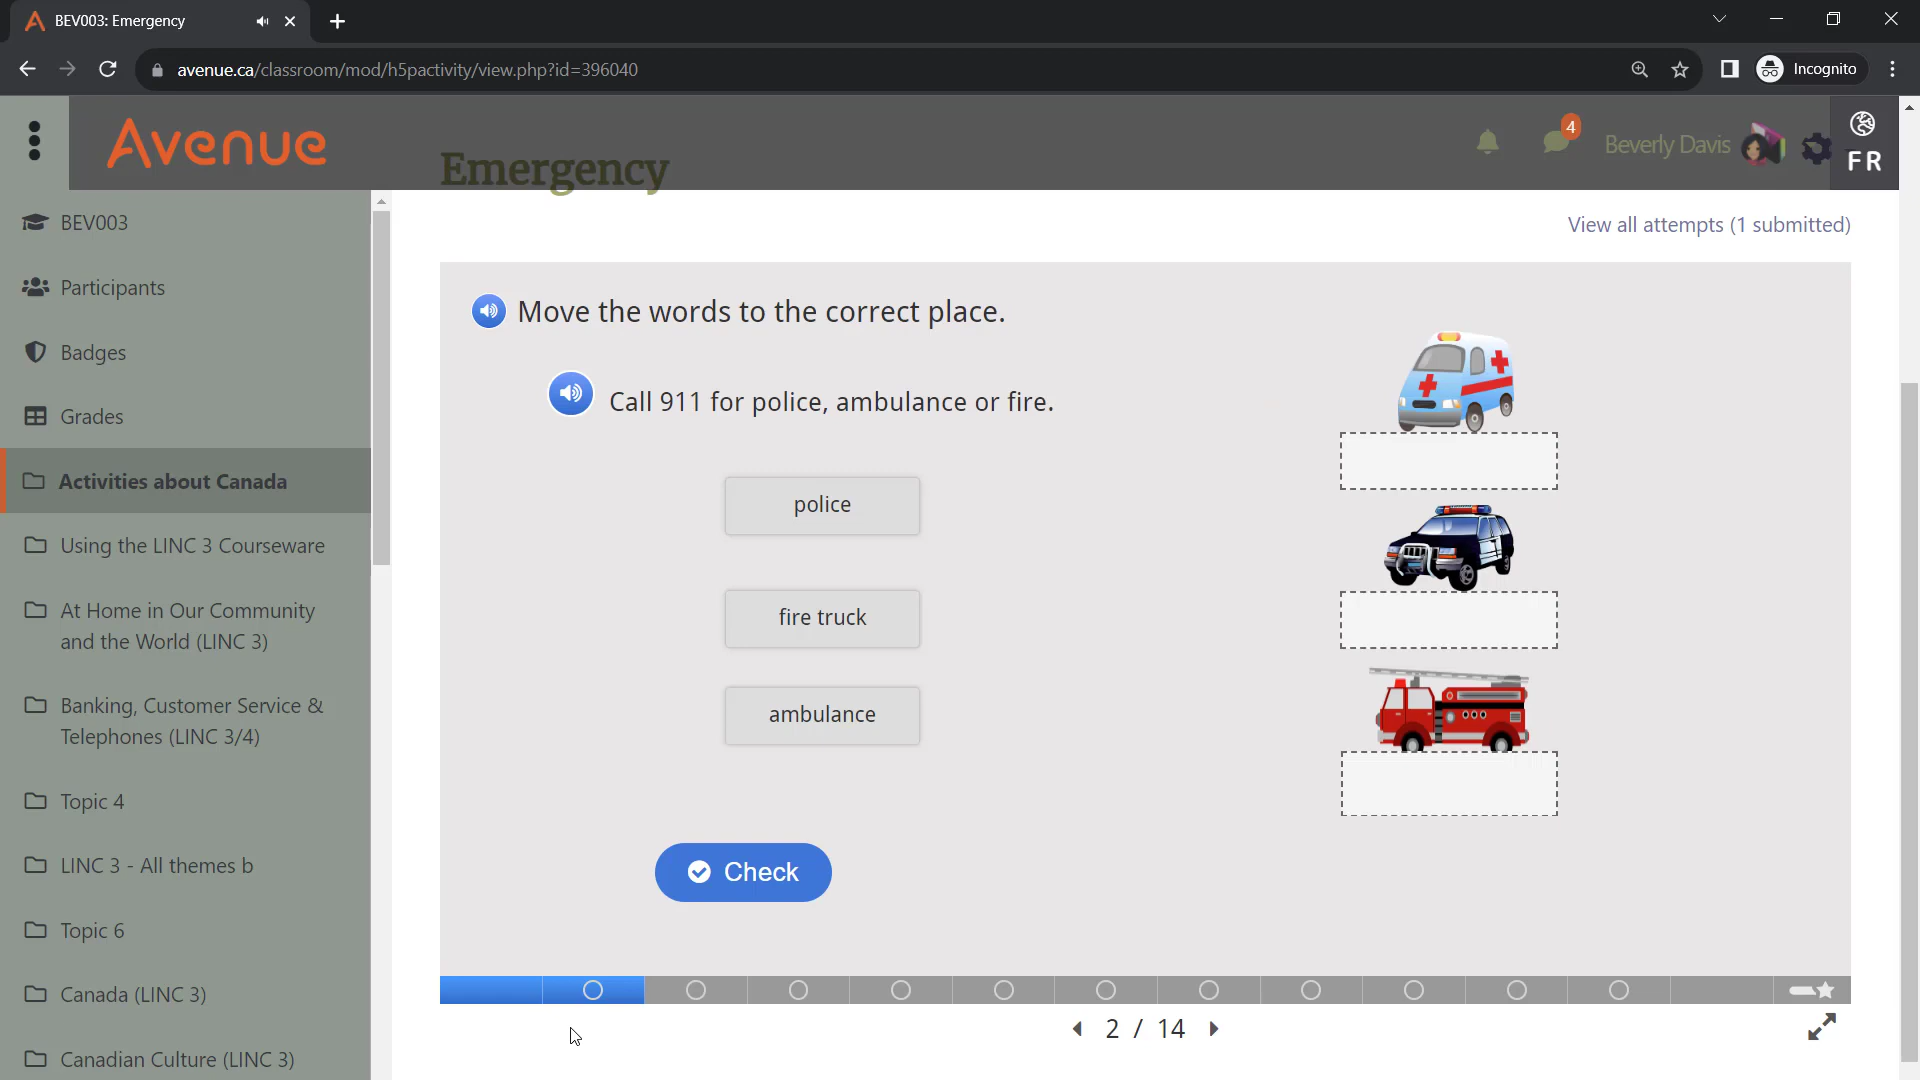 BEV003: Emergency
avenue.ca/classroom/mod/h5pactivity/view.php?id=396040
Incognito
Avenue
Emergency
4
Beverly Davis
FR
BEV003
Participants
Badges
Grades
Activities about Canada
Using the LINC 3 Courseware
At Home in Our Community
and the World (LINC 3)
Banking, Customer Service &
Telephones (LINC 3/4)
Topic 4
LINC 3 - All themes b
Topic 6
Canada (LINC 3)
Canadian Culture (LINC 3)
View all attempts (1 submitted)
Move the words to the correct place.
Call 911 for police, ambulance or fire.
police
fire truck
ambulance
Check
2 / 14